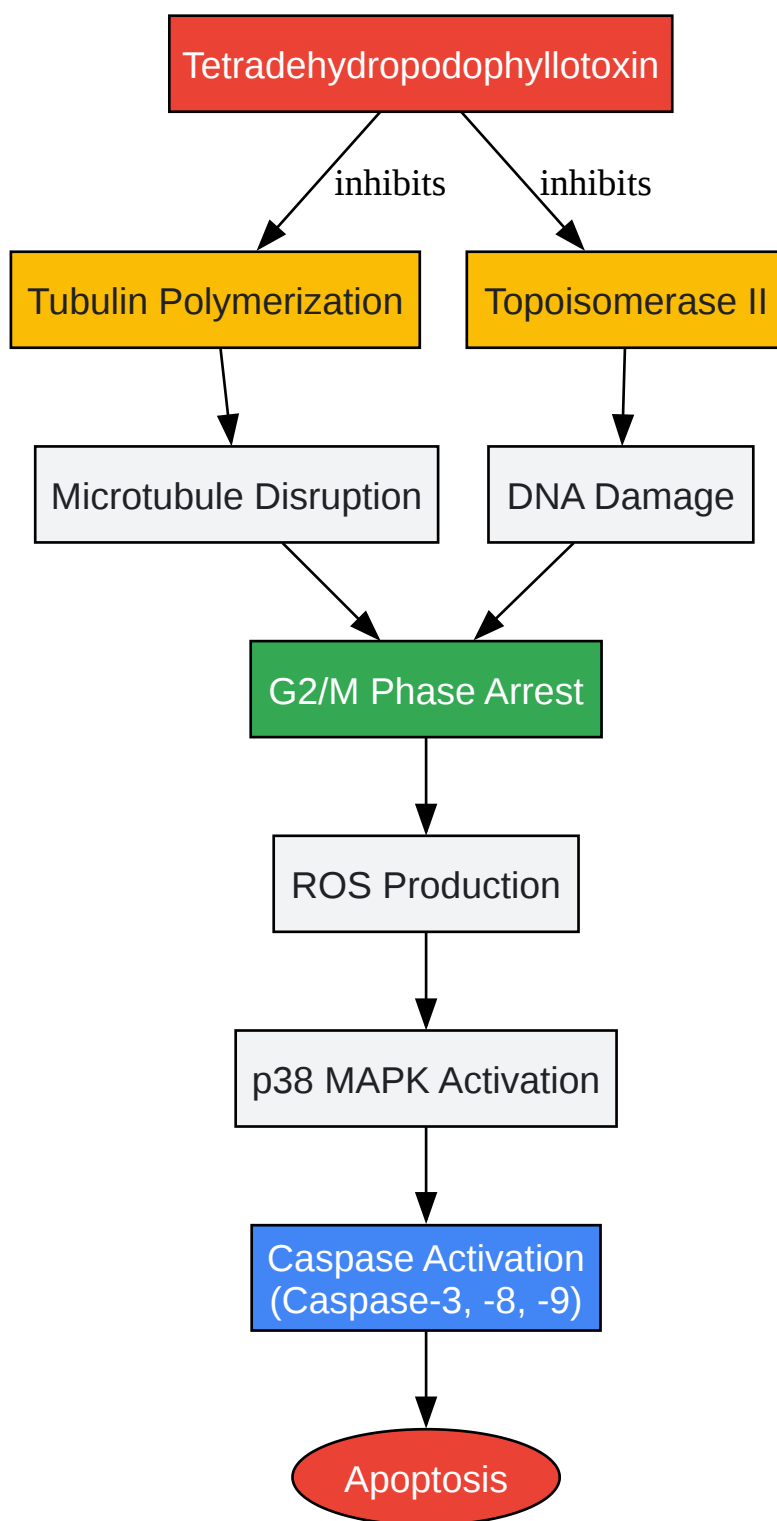 Tetradehydropodophyllotoxin
inhibits
inhibits
Tubulin Polymerization
Topoisomerase II
Microtubule Disruption
DNA Damage
G2/M Phase Arrest
ROS Production
p38 MAPK Activation
Caspase Activation
(Caspase-3, -8, -9)
Apoptosis